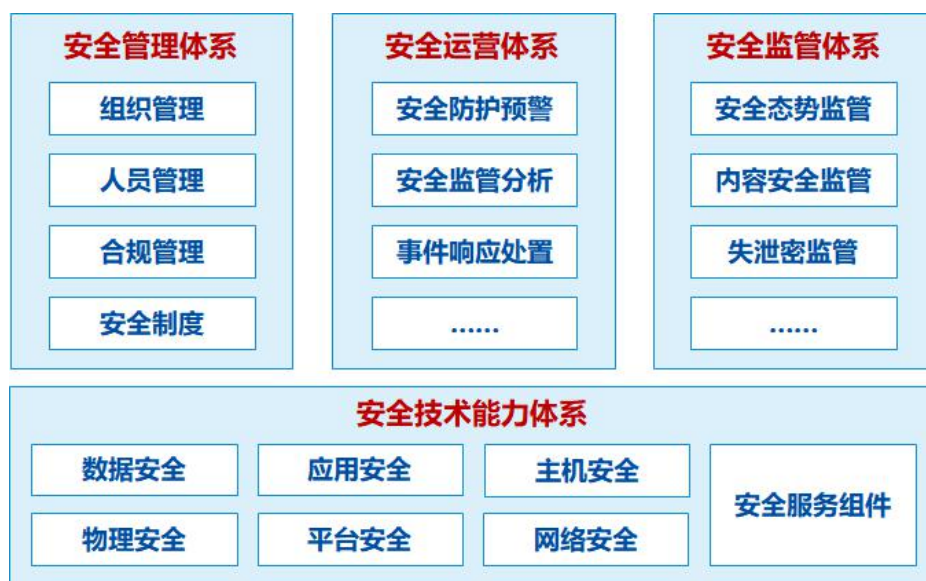 安全管理体系
组织管理
人员管理
合规管理
安全制度
安全运营体系
安全防护预警
安全监管分析
事件响应处置
......
安全监管体系
安全态势监管
内容安全监管
失泄密监管
......
安全技术能力体系
数据安全
应用安全
主机安全
物理安全
平台安全
网络安全
安全服务组件